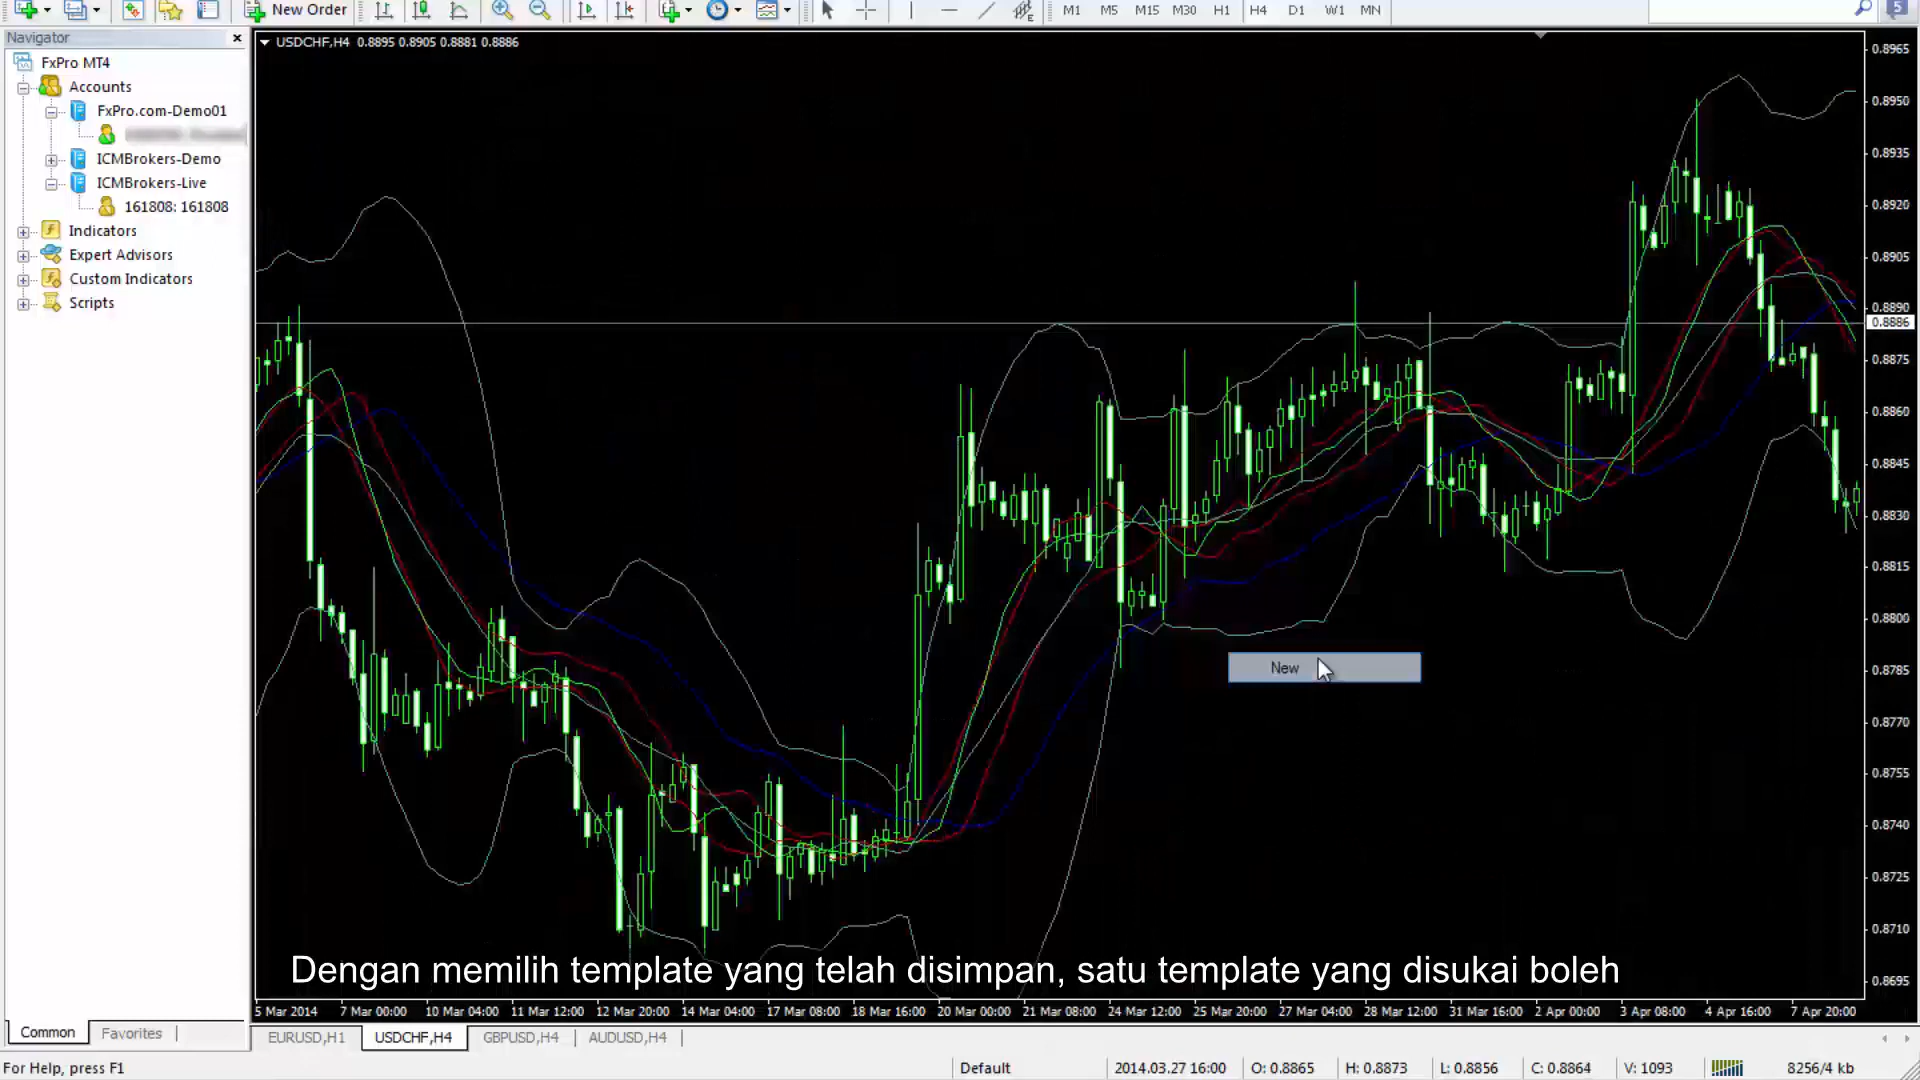 New Order
M1 M5 M15 M30 H1 H4 D1 W1 MN
5
Navigator
FxPro MT4
Accounts
FxPro.com-Demo01
ICMBrokers-Demo
ICMBrokers-Live
161808: 161808
Indicators
Expert Advisors
Custom Indicators
Scripts
Common
Favorites
USDCHF,H4 0.8895 0.8905 0.8881 0.8886
0.8965
0.8950
0.8935
0.8920
0.8905
0.8890
0.8886
0.8875
0.8860
0.8845
0.8830
0.8815
0.8800
0.8785
0.8770
0.8755
0.8740
0.8725
0.8710
0.8695
New
Dengan memilih template yang telah disimpan, satu template yang disukai boleh
5 Mar 2014 7 Mar 00:00 10 Mar 08:00 11 Mar 12:00 12 Mar 20:00 14 Mar 04:00 17 Mar 08:00 18 Mar 16:00 20 Mar 00:00 21 Mar 08:00 24 Mar 12:00 25 Mar 20:00 27 Mar 04:00 28 Mar 12:00 31 Mar 16:00 2 Apr 00:00 3 Apr 08:00 4 Apr 16:00 7 Apr 20:00
EURUSD,H1 USDCHF,H4 GBPUSD,H4 AUDUSD,H4
For Help, press F1 Default 2014.03.27 16:00 O: 0.8865 H: 0.8873 L: 0.8856 C: 0.8864 V: 1093 8256/4 kb